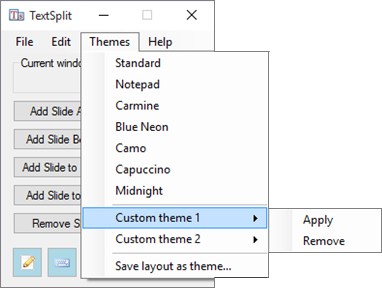 TextSplit
File Edit Themes Help
Current windo
Standard
Notepad
Carmine
Blue Neon
Camo
Capuccino
Midnight
Custom theme 1
Custom theme 2
Save layout as theme...
Apply
Remove
Add Slide A
Add Slide Be
Add Slide to
Add Slide to
Remove S